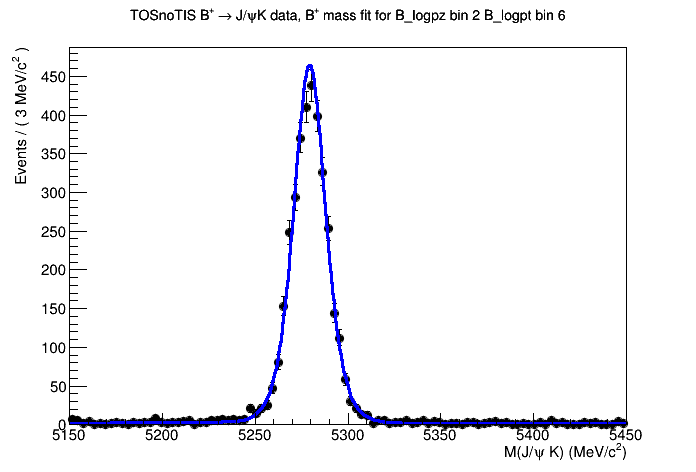 TOSnoTIS B⁺ → J/ψK data, B⁺ mass fit for B_logpz bin 2 B_logpt bin 6
Events / ( 3 MeV/c² )
450
400
350
300
250
200
150
100
50
0
5150 5200 5250 5300 5350 5400 5450
M(J/ψ K) (MeV/c²)